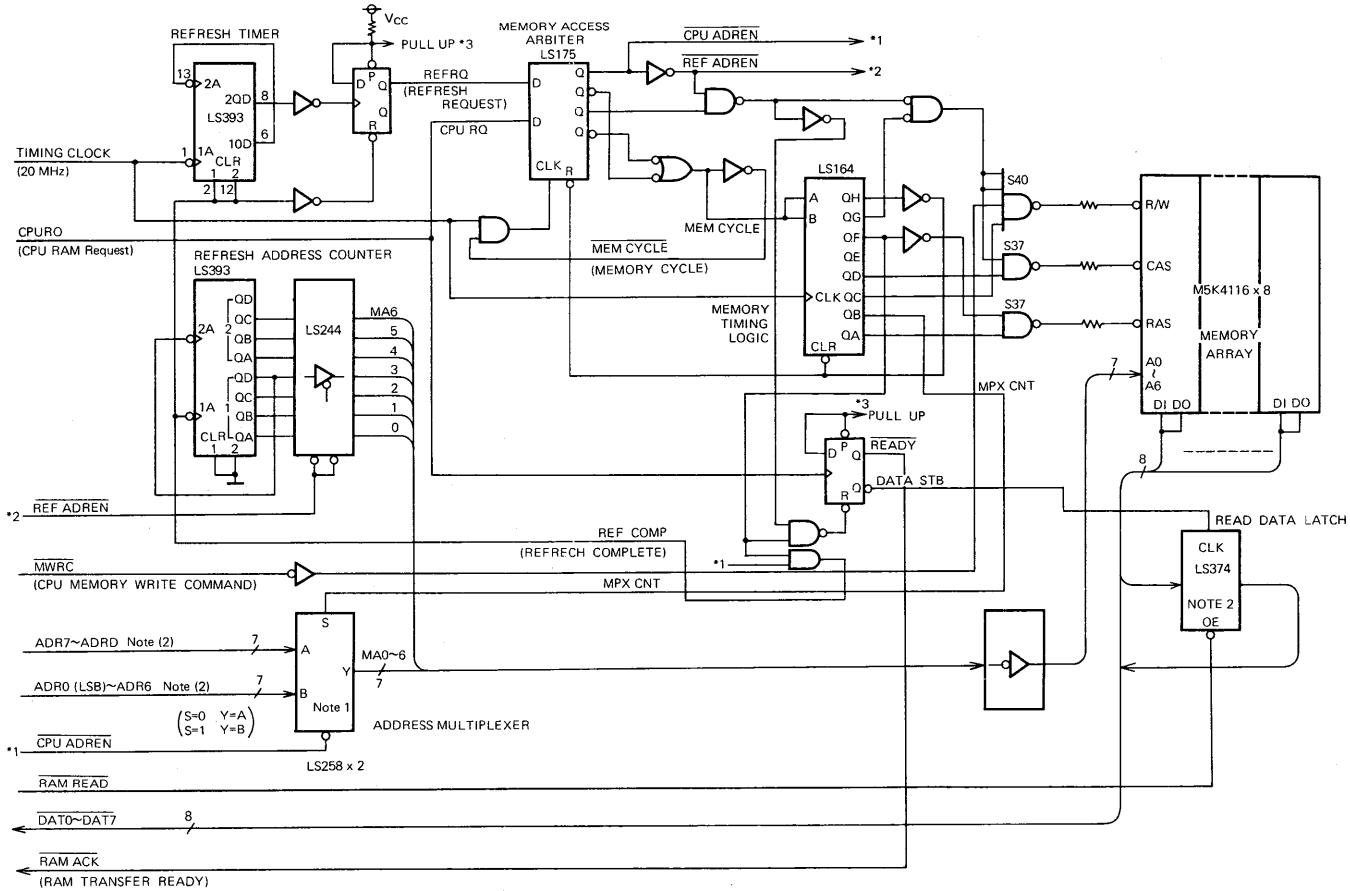 VCC
REFRESH TIMER
PULL UP *3
MEMORY ACCESS
ARBITER
LS175
CPU ADREN
*1
REF ADREN
*2
13
2A
2QD
8
LS393
10D
6
1
1A
CLR
1 2
2 12
D
P
Q
Q
R
REFRQ
(REFRESH
REQUEST)
CPU RQ
D
D
Q
Q
Q
Q
CLK
R
TIMING CLOCK
(20 MHz)
CPURO
(CPU RAM Request)
MEM CYCLE
MEM CYCLE
(MEMORY CYCLE)
LS164
A
B
QH
QG
QF
QE
QD
CLK
QC
QB
QA
CLR
MEMORY
TIMING
LOGIC
S40
S37
S37
R/W
CAS
RAS
M5K4116 x 8
MEMORY
ARRAY
7
A0
~
A6
DI DO
DI DO
REFRESH ADDRESS COUNTER
LS393
2A
QD
2
QC
QB
QA
QD
1
QC
QB
QA
1A
CLR
1 2
LS244
MA6
5
4
3
2
1
0
MPX CNT
*3
PULL UP
D
P
Q
Q
R
READY
DATA STB
8
REF ADREN
*2
REF COMP
(REFRECH COMPLETE)
*1
MWRC
(CPU MEMORY WRITE COMMAND)
MPX CNT
READ DATA LATCH
CLK
LS374
NOTE 2
OE
ADR7~ADRD Note (2)
7
S
A
Y
B
Note 1
MA0~6
7
ADR0 (LSB)~ADR6 Note (2)
7
(S=0 Y=A
S=1 Y=B)
ADDRESS MULTIPLEXER
*1
CPU ADREN
LS258 x 2
RAM READ
DAT0~DAT7
8
RAM ACK
(RAM TRANSFER READY)